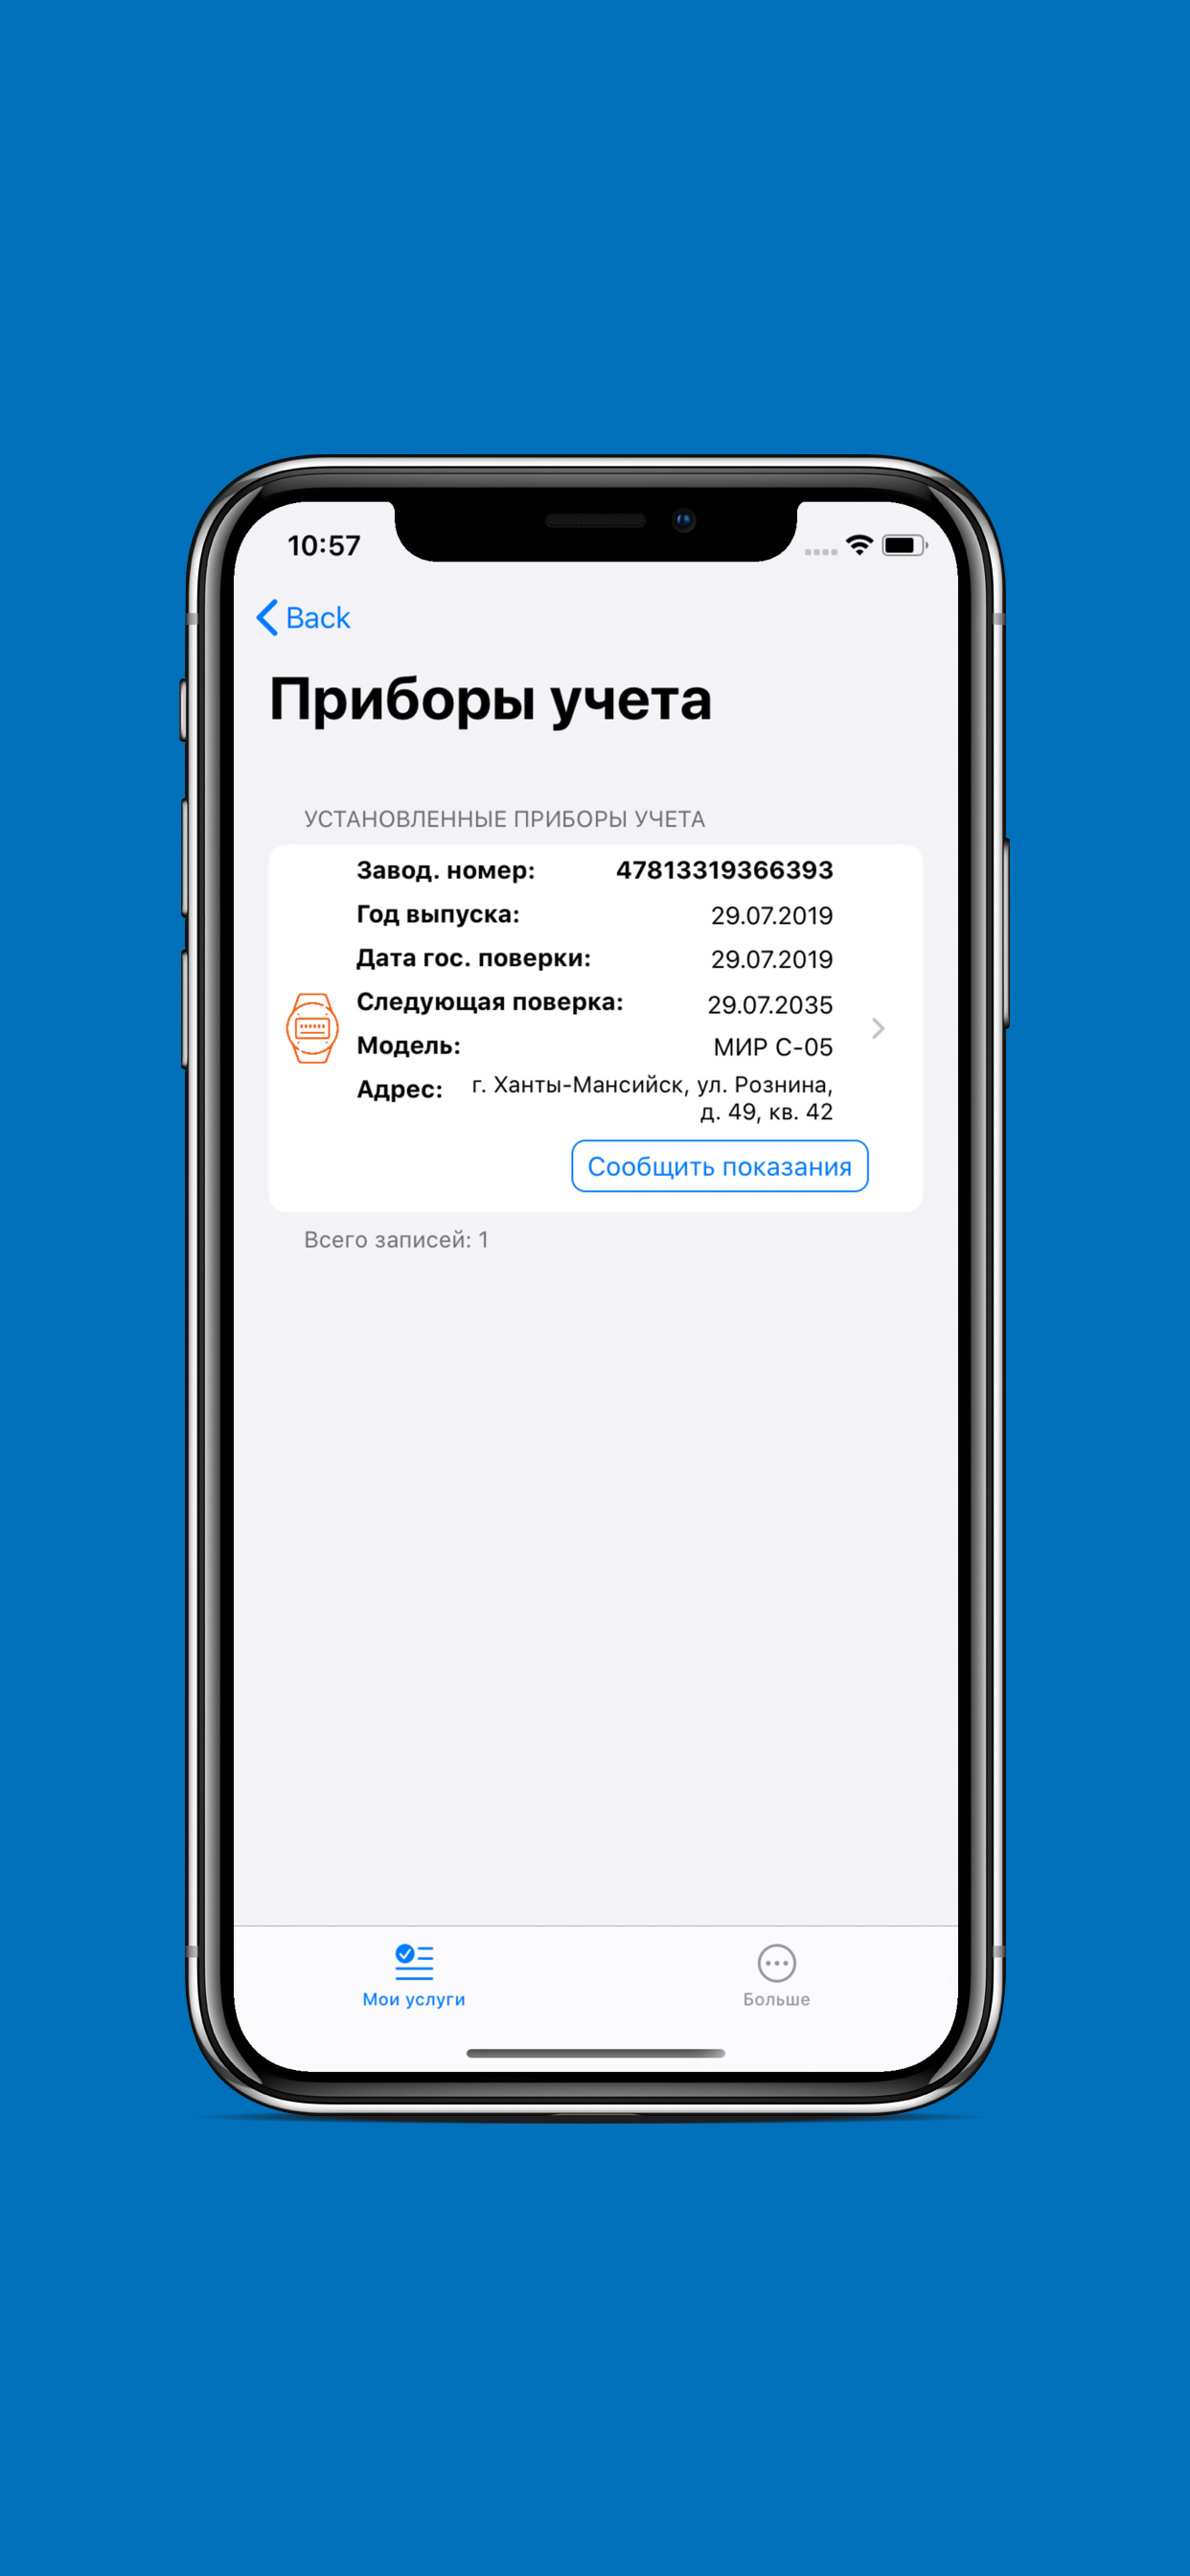 10:57
Back
Приборы учета
УСТАНОВЛЕННЫЕ ПРИБОРЫ УЧЕТА
Завод. номер: 47813319366393
Год выпуска: 29.07.2019
Дата гос. поверки: 29.07.2019
Следующая поверка: 29.07.2035
Модель: МИР С-05
Адрес: г. Ханты-Мансийск, ул. Рознина,
д. 49, кв. 42
Сообщить показания
Всего записей: 1
Мои услуги
Больше